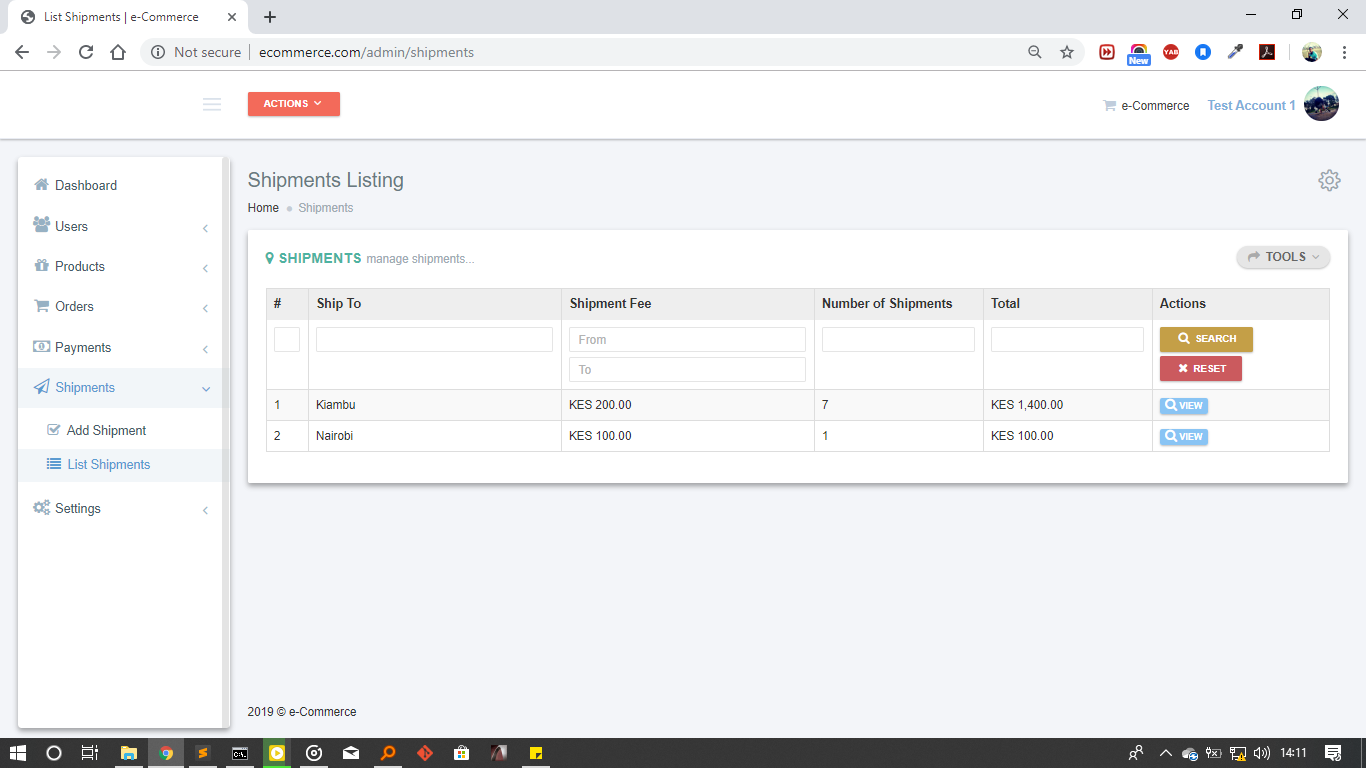 List Shipments | e-Commerce
Not secure
ecommerce.com/admin/shipments
New
YAB
ACTIONS
e-Commerce
Test Account 1
Dashboard
Users
Products
Orders
Payments
Shipments
Add Shipment
List Shipments
Settings
Shipments Listing
Home
Shipments
SHIPMENTS manage shipments...
TOOLS
# Ship To Shipment Fee Number of Shipments Total Actions
From
To
SEARCH
RESET
1 Kiambu KES 200.00 7 KES 1,400.00 VIEW
2 Nairobi KES 100.00 1 KES 100.00 VIEW
2019 © e-Commerce
14:11